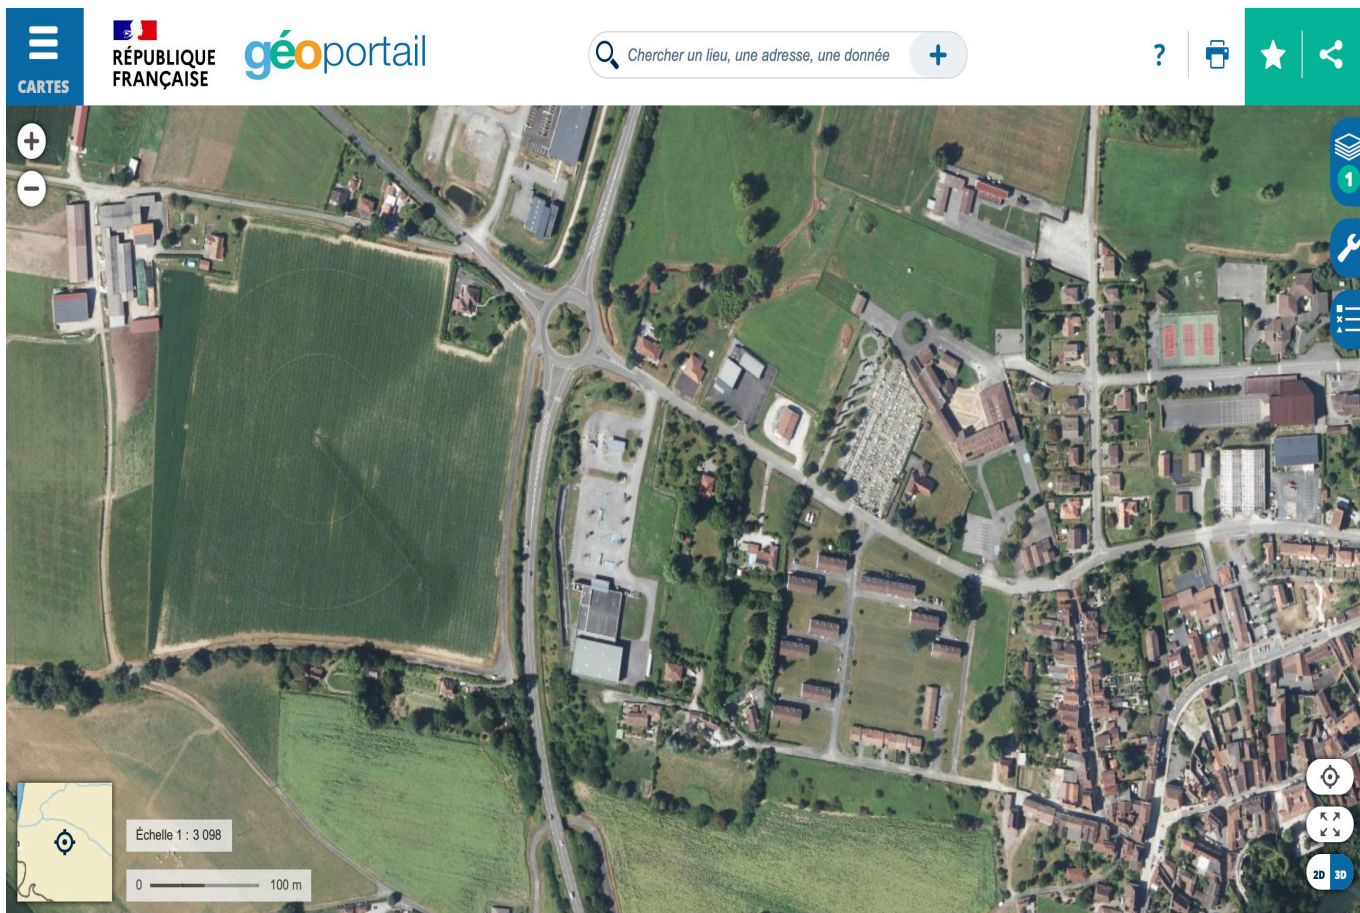 CARTES
RÉPUBLIQUE
FRANÇAISE
géoportail
Chercher un lieu, une adresse, une donnée
+
?
+
−
1
Échelle 1 : 3 098
0 100 m
2D 3D